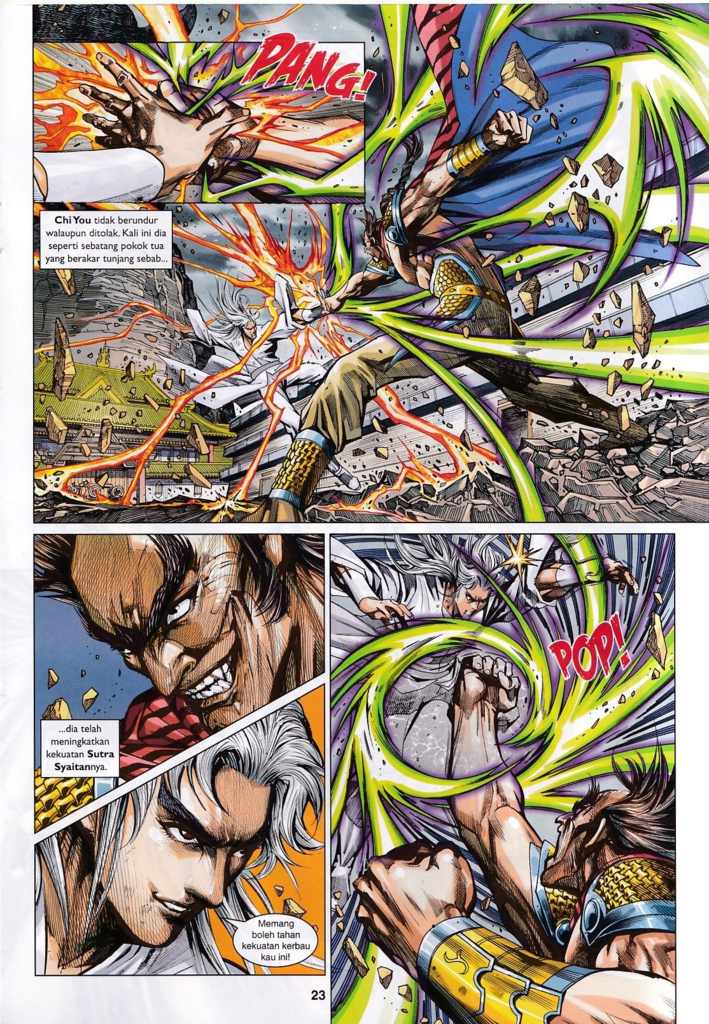 PANG!
Chi You tidak berundur
walaupun ditolak. Kali ini dia
seperti sebatang pokok tua
yang berakar tunjang sebab...
...dia telah
meningkatkan
kekuatan Sutra
Syaitannya.
POP!
Memang
boleh tahan
kekuatan kerbau
kau ini!
23